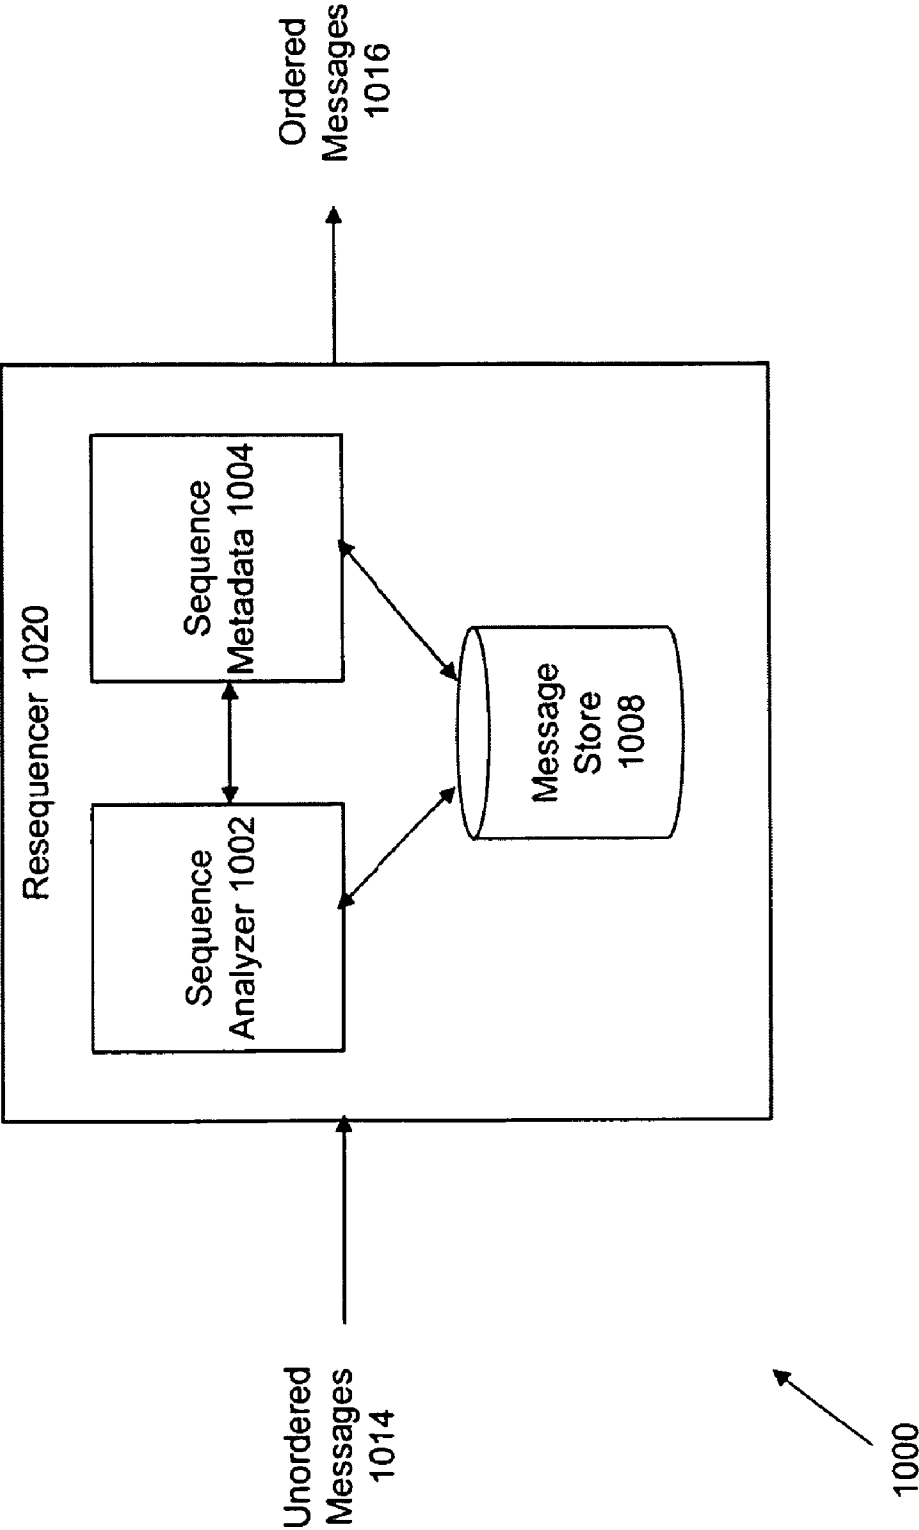 Resequencer 1020
Sequence
Analyzer 1002
Sequence
Metadata 1004
Message
Store
1008
Unordered
Messages
1014
Ordered
Messages
1016
1000